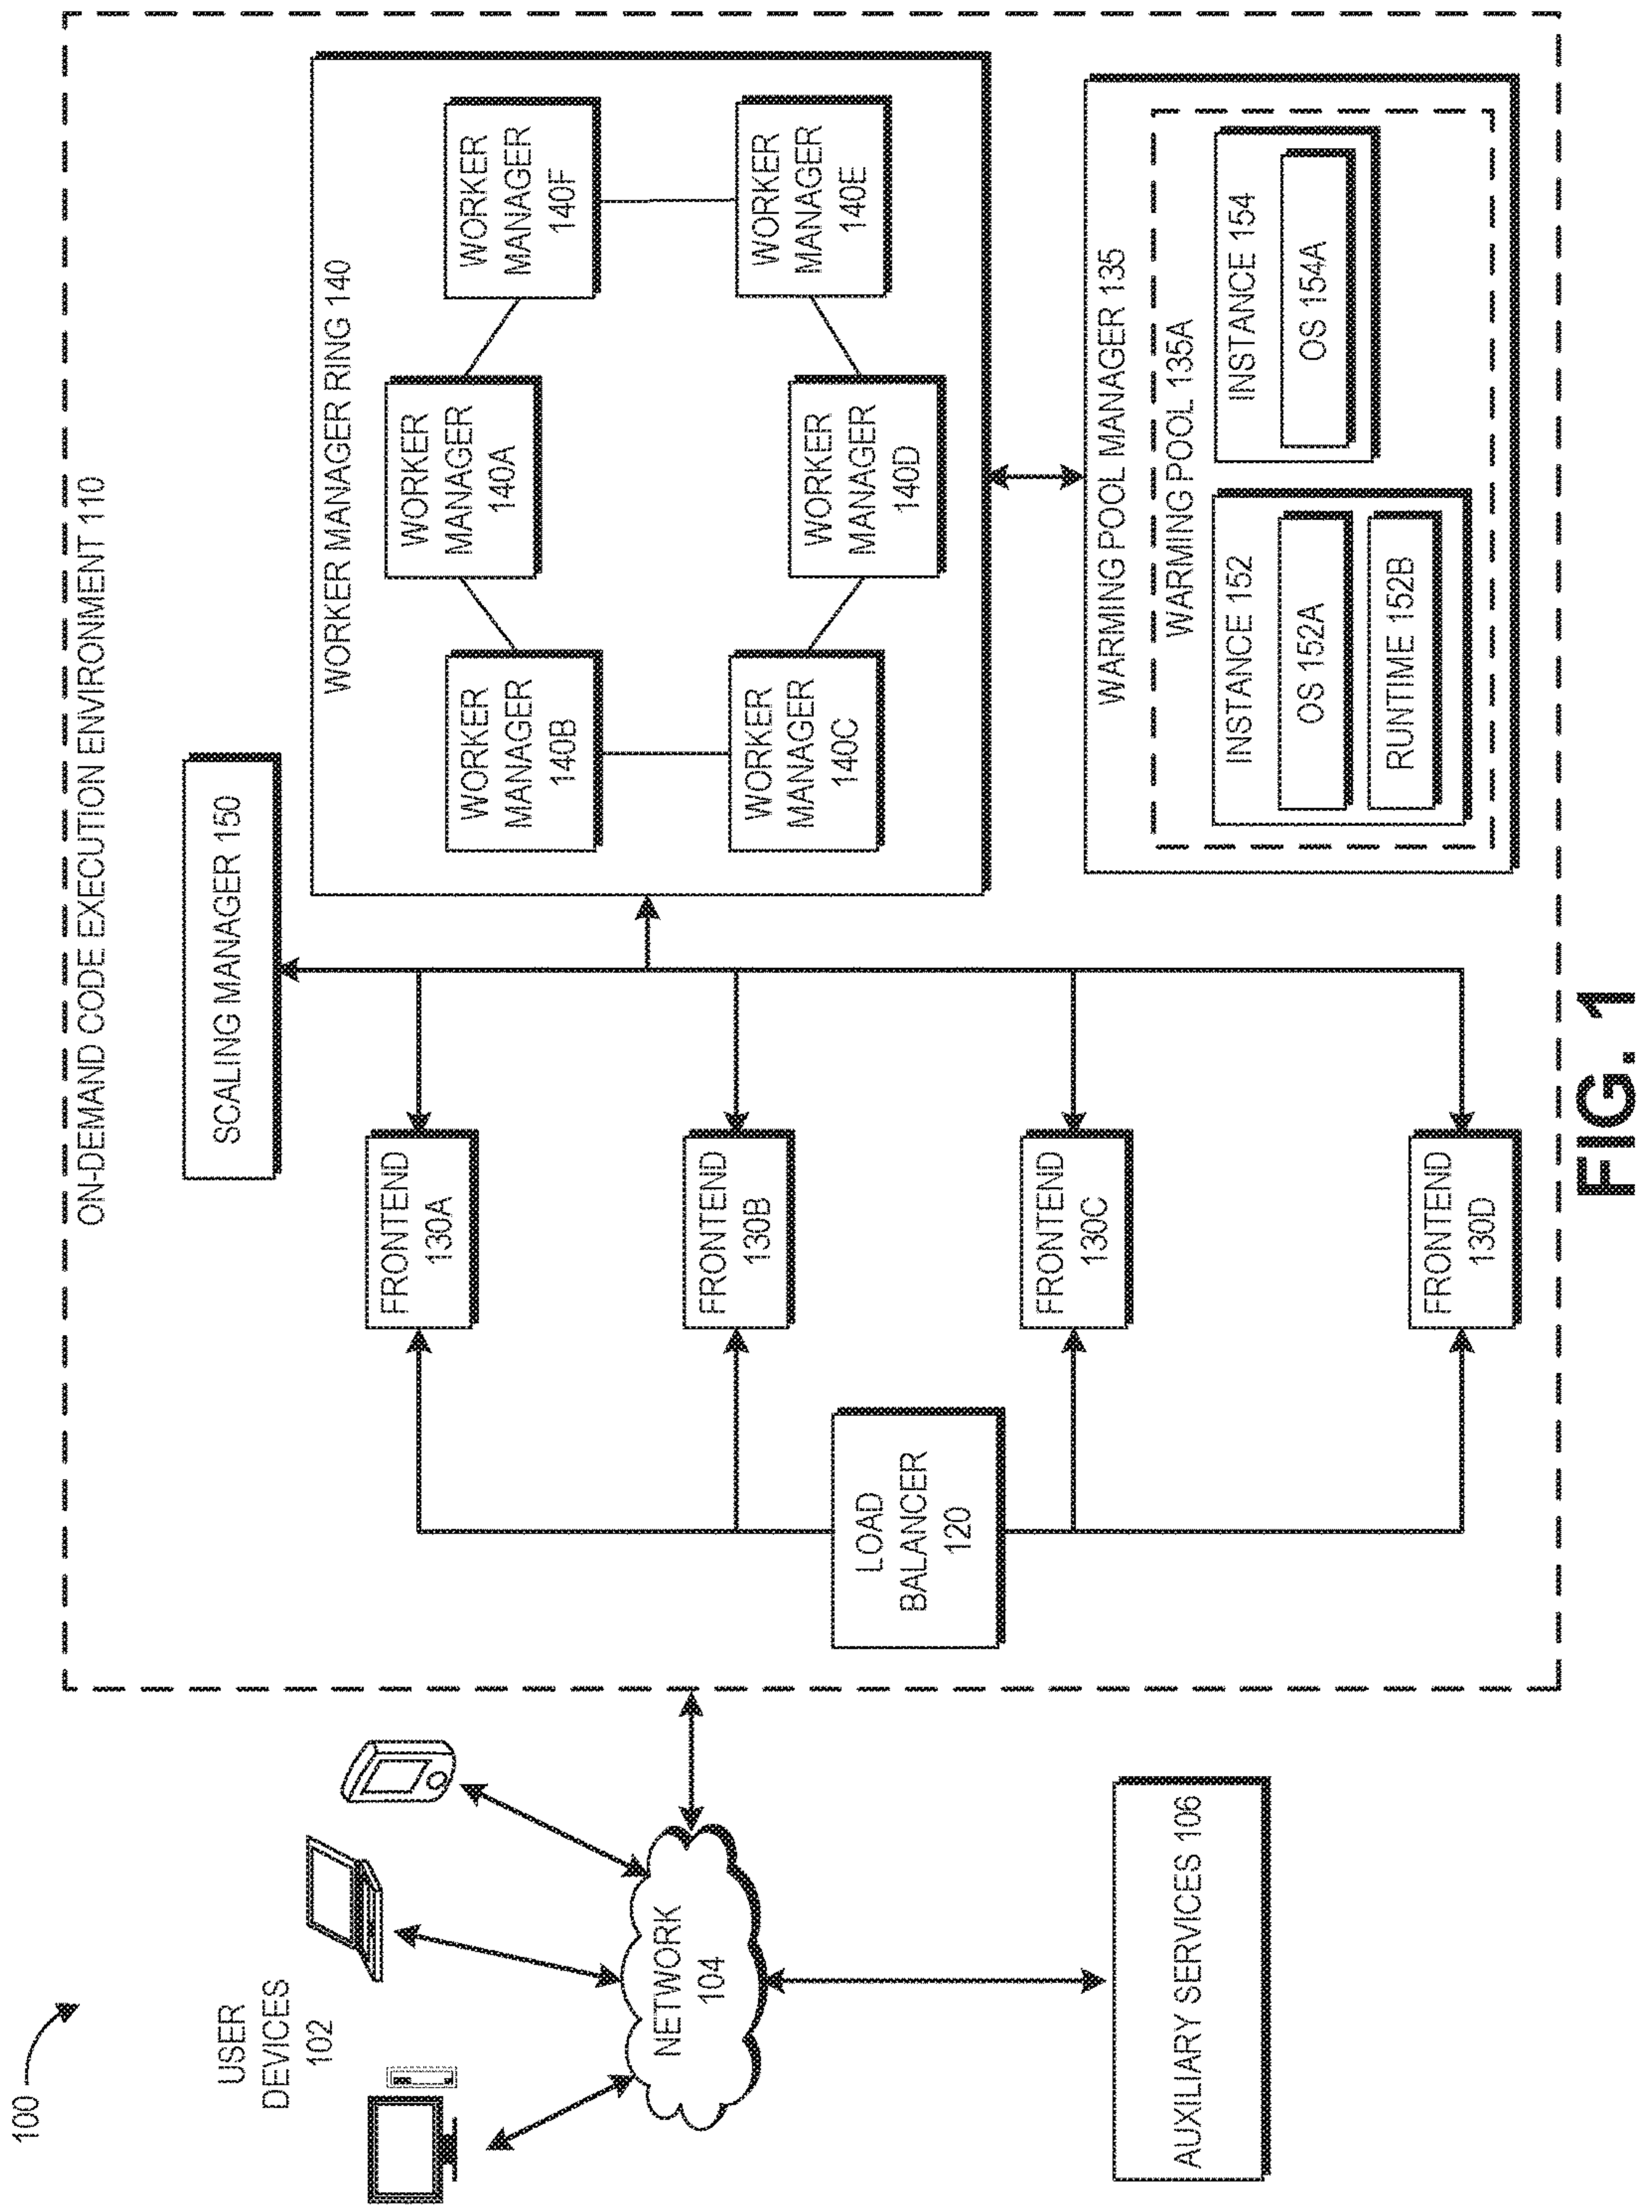 100
USER
DEVICES
102
NETWORK
104
AUXILIARY SERVICES 106
ON-DEMAND CODE EXECUTION ENVIRONMENT 110
LOAD
BALANCER
120
SCALING MANAGER 150
FRONTEND
130A
FRONTEND
130B
FRONTEND
130C
FRONTEND
130D
WORKER MANAGER RING 140
WORKER
MANAGER
140A
WORKER
MANAGER
140B
WORKER
MANAGER
140C
WORKER
MANAGER
140D
WORKER
MANAGER
140E
WORKER
MANAGER
140F
WARMING POOL MANAGER 135
WARMING POOL 135A
INSTANCE 152
OS 152A
RUNTIME 152B
INSTANCE 154
OS 154A
FIG. 1